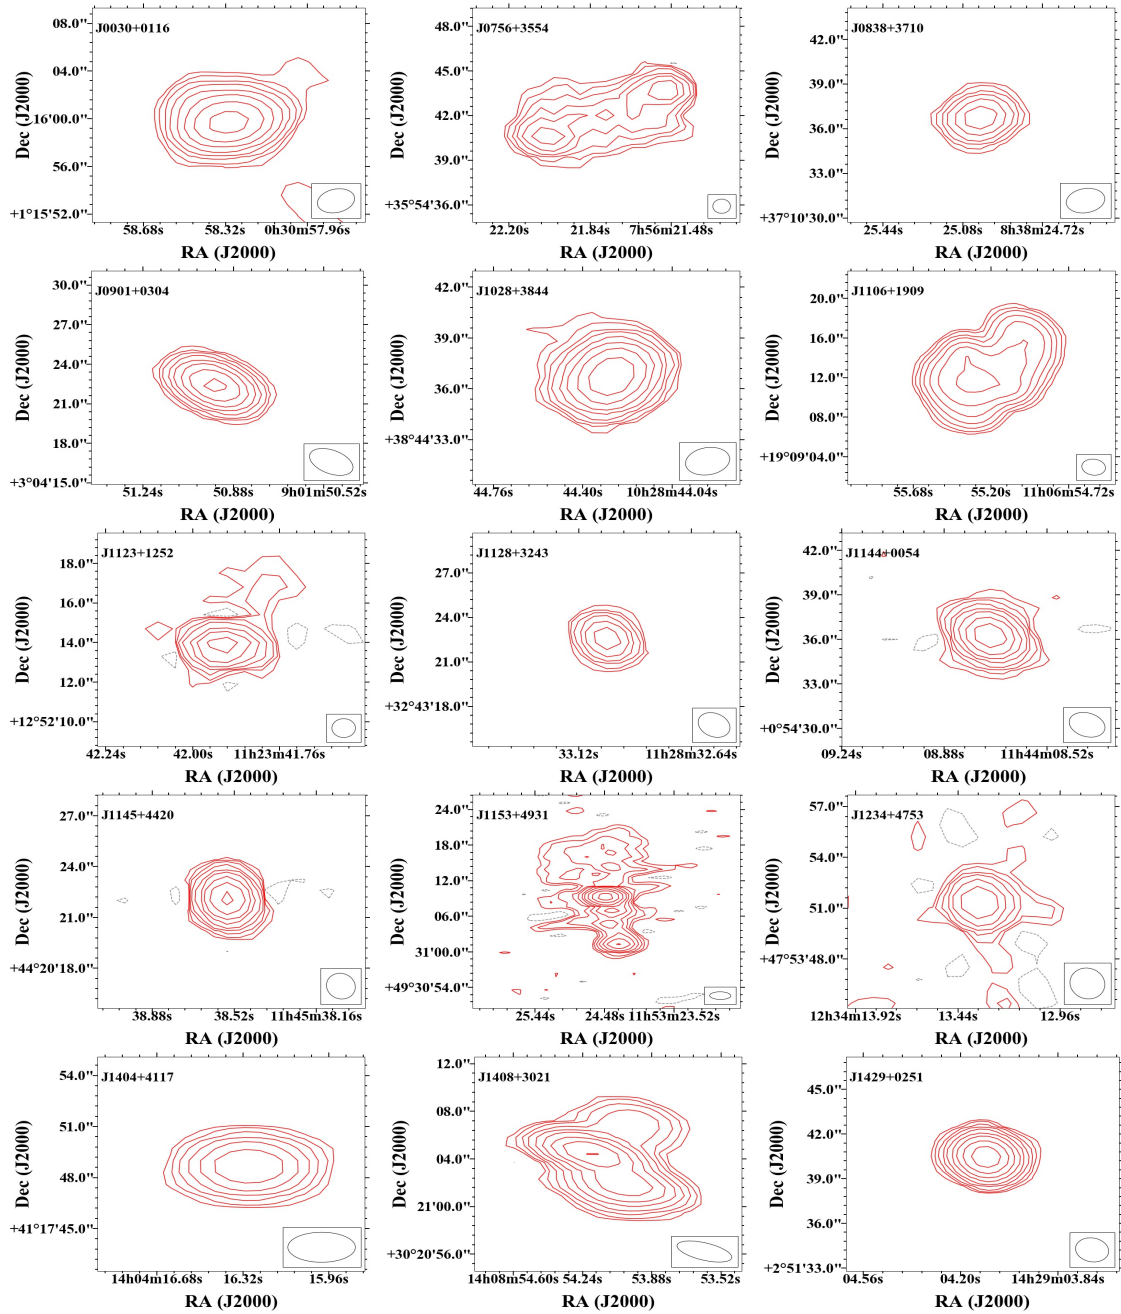 J0030+0116
08.0"
04.0"
16'00.0"
56.0"
+1°15'52.0"
Dec (J2000)
58.68s 58.32s 0h30m57.96s
RA (J2000)
J0756+3554
48.0"
45.0"
42.0"
39.0"
+35°54'36.0"
Dec (J2000)
22.20s 21.84s 7h56m21.48s
RA (J2000)
J0838+3710
42.0"
39.0"
36.0"
33.0"
+37°10'30.0"
Dec (J2000)
25.44s 25.08s 8h38m24.72s
RA (J2000)
J0901+0304
30.0"
27.0"
24.0"
21.0"
18.0"
+3°04'15.0"
Dec (J2000)
51.24s 50.88s 9h01m50.52s
RA (J2000)
J1028+3844
42.0"
39.0"
36.0"
+38°44'33.0"
Dec (J2000)
44.76s 44.40s 10h28m44.04s
RA (J2000)
J1106+1909
20.0"
16.0"
12.0"
08.0"
+19°09'04.0"
Dec (J2000)
55.68s 55.20s 11h06m54.72s
RA (J2000)
J1123+1252
18.0"
16.0"
14.0"
12.0"
+12°52'10.0"
Dec (J2000)
42.24s 42.00s 11h23m41.76s
RA (J2000)
J1128+3243
27.0"
24.0"
21.0"
+32°43'18.0"
Dec (J2000)
33.12s 11h28m32.64s
RA (J2000)
J1144+0054
42.0"
39.0"
36.0"
33.0"
+0°54'30.0"
Dec (J2000)
09.24s 08.88s 11h44m08.52s
RA (J2000)
J1145+4420
27.0"
24.0"
21.0"
+44°20'18.0"
Dec (J2000)
38.88s 38.52s 11h45m38.16s
RA (J2000)
J1153+4931
24.0"
18.0"
12.0"
06.0"
31'00.0"
+49°30'54.0"
Dec (J2000)
25.44s 24.48s 11h53m23.52s
RA (J2000)
J1234+4753
57.0"
54.0"
51.0"
+47°53'48.0"
Dec (J2000)
12h34m13.92s 13.44s 12.96s
RA (J2000)
J1404+4117
54.0"
51.0"
48.0"
+41°17'45.0"
Dec (J2000)
14h04m16.68s 16.32s 15.96s
RA (J2000)
J1408+3021
12.0"
08.0"
04.0"
21'00.0"
+30°20'56.0"
Dec (J2000)
14h08m54.60s 54.24s 53.88s 53.52s
RA (J2000)
J1429+0251
45.0"
42.0"
39.0"
36.0"
+2°51'33.0"
Dec (J2000)
04.56s 04.20s 14h29m03.84s
RA (J2000)